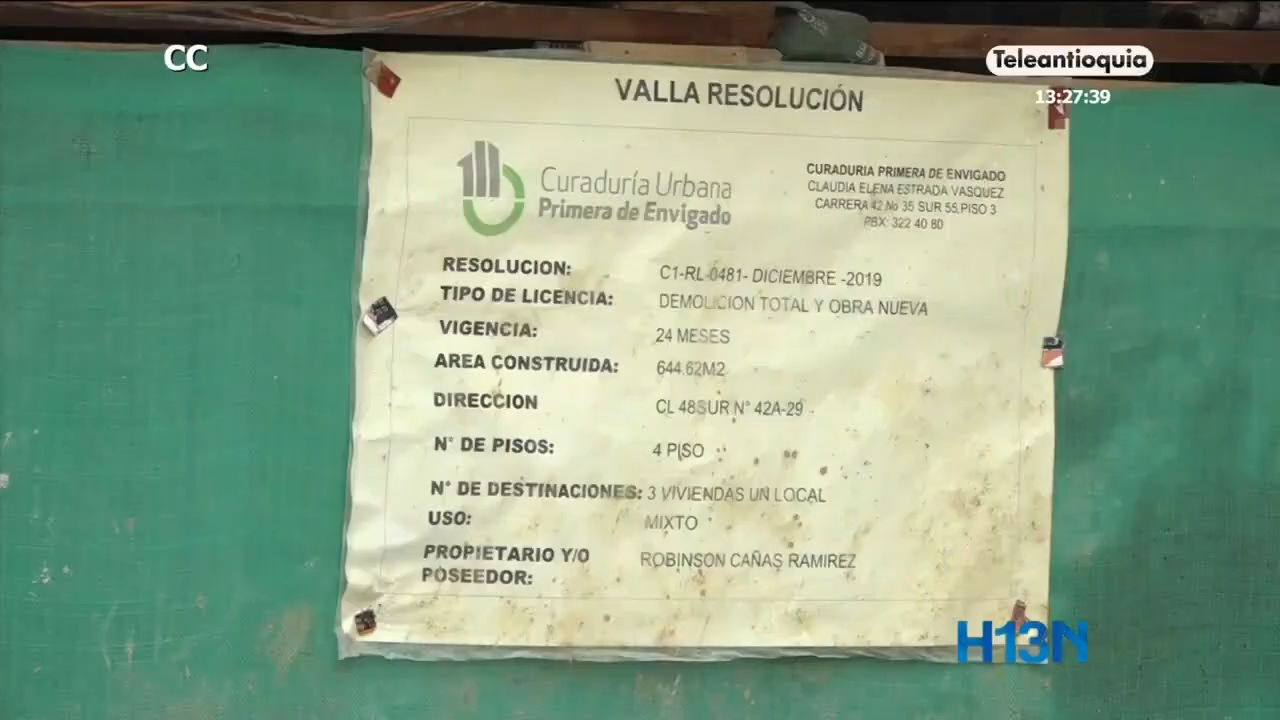 CC
Teleantioquia
13:27:39
VALLA RESOLUCIÓN
Curaduría Urbana
Primera de Envigado
CURADURIA PRIMERA DE ENVIGADO
CLAUDIA ELENA ESTRADA VASQUEZ
CARRERA 42 No 35 SUR 55,PISO 3
PBX: 322 40 80
RESOLUCION: C1-RL-0481- DICIEMBRE -2019
TIPO DE LICENCIA: DEMOLICION TOTAL Y OBRA NUEVA
VIGENCIA: 24 MESES
AREA CONSTRUIDA: 644.62M2
DIRECCION CL 48SUR N° 42A-29
N° DE PISOS: 4 PISO
N° DE DESTINACIONES: 3 VIVIENDAS UN LOCAL
USO: MIXTO
PROPIETARIO Y/O ROBINSON CAÑAS RAMIREZ
POSEEDOR:
H13N